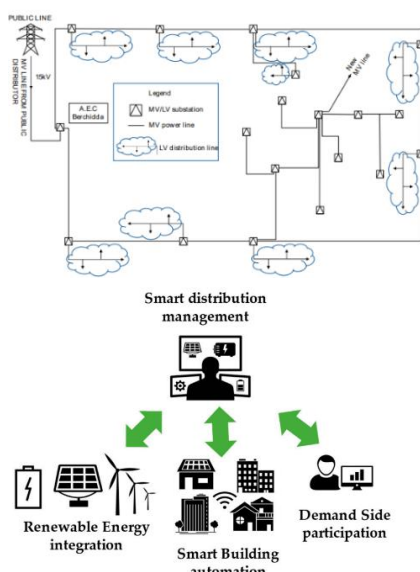 PUBLIC LINE
15kV
MV LINE FROM PUBLIC
DISTRIBUTOR
A.E.C
Berchidda
Legend
MV/LV substation
MV power line
LV distribution line
New
MV line
Smart distribution
management
Renewable Energy
integration
Smart Building
automation
Demand Side
participation